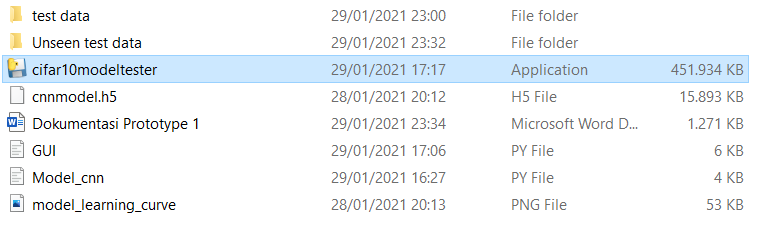 test data 29/01/2021 23:00 File folder
Unseen test data 29/01/2021 23:32 File folder
cifar10modeltester 29/01/2021 17:17 Application 451.934 KB
cnnmodel.h5 28/01/2021 20:12 H5 File 15.893 KB
Dokumentasi Prototype 1 29/01/2021 23:34 Microsoft Word D... 1.271 KB
GUI 29/01/2021 17:06 PY File 6 KB
Model_cnn 29/01/2021 16:27 PY File 4 KB
model_learning_curve 28/01/2021 20:13 PNG File 53 KB